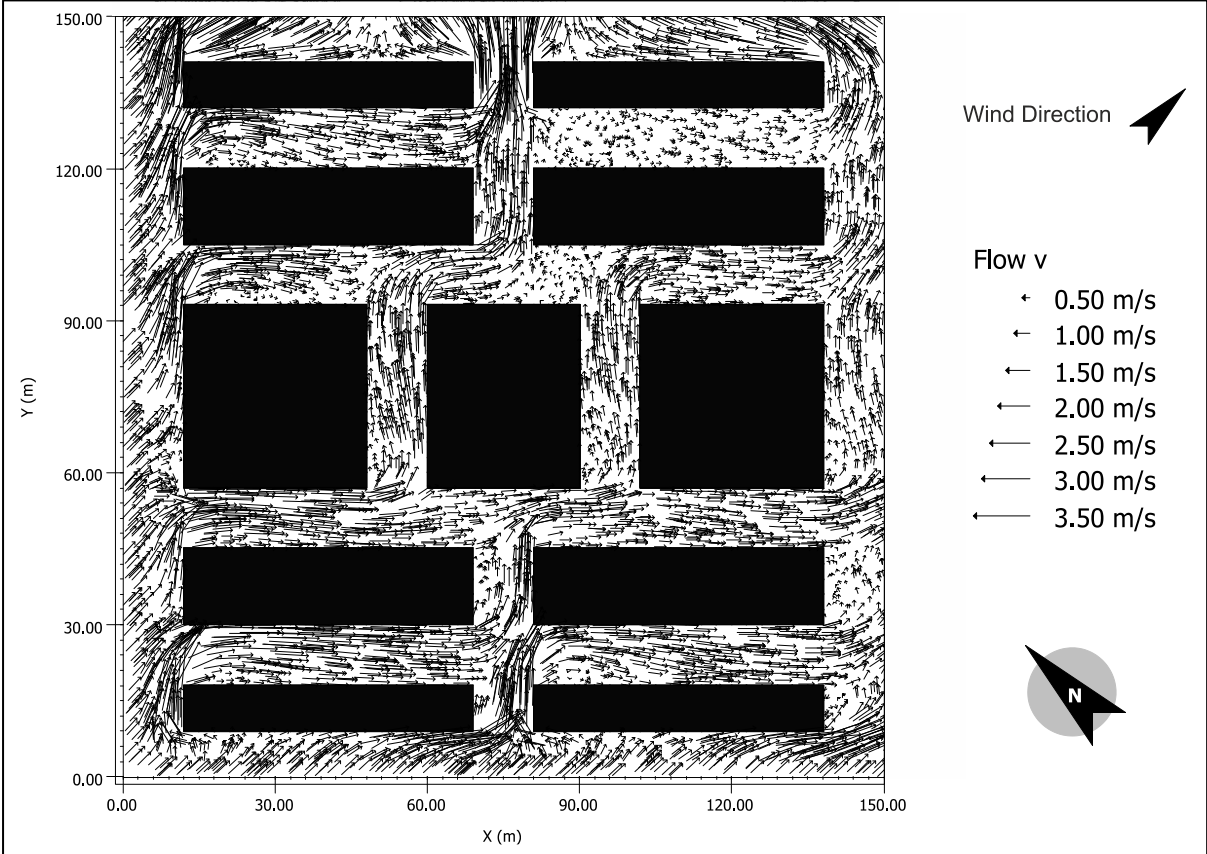 150.00
120.00
90.00
60.00
30.00
0.00
Y (m)
0.00 30.00 60.00 90.00 120.00 150.00
X (m)
Wind Direction
Flow v
0.50 m/s
1.00 m/s
1.50 m/s
2.00 m/s
2.50 m/s
3.00 m/s
3.50 m/s
N